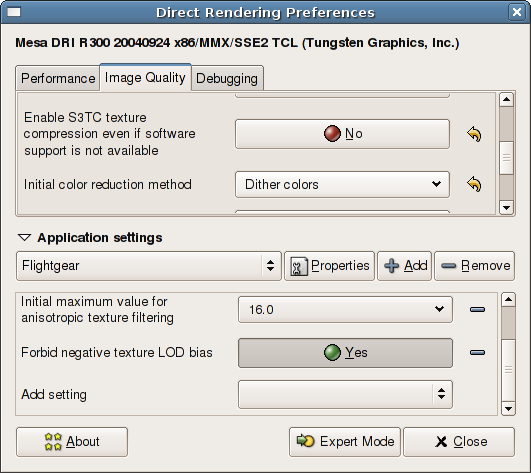 Direct Rendering Preferences
Mesa DRI R300 20040924 x86/MMX/SSE2 TCL (Tungsten Graphics, Inc.)
Performance Image Quality Debugging
Enable S3TC texture
compression even if software
support is not available
No
Initial color reduction method
Dither colors
Application settings
Flightgear
Properties
Add
Remove
Initial maximum value for
anisotropic texture filtering
16.0
Forbid negative texture LOD bias
Yes
Add setting
About
Expert Mode
Close